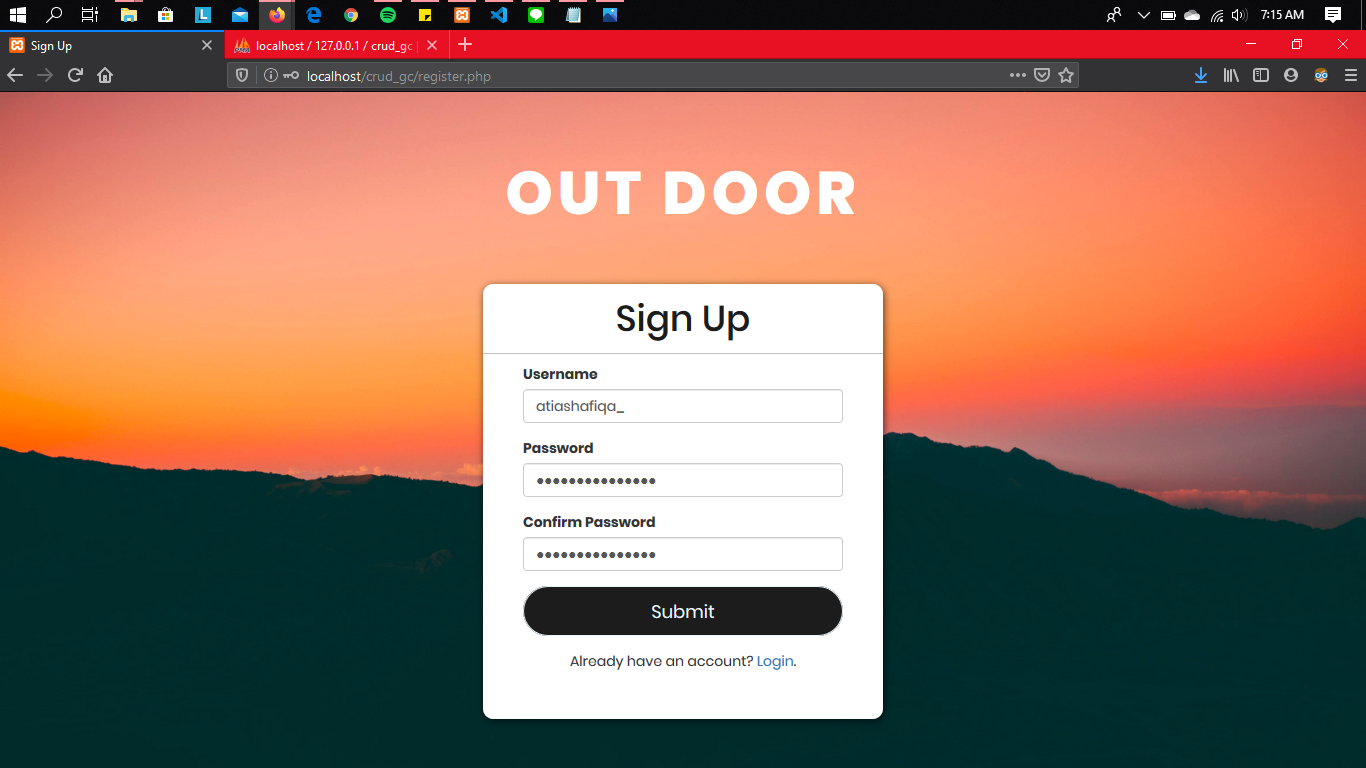 7:15 AM
Sign Up
localhost / 127.0.0.1 / crud_gc
localhost/crud_gc/register.php
OUT DOOR
Sign Up
Username
atiashafiqa_
Password
•••••••••••••••
Confirm Password
•••••••••••••••
Submit
Already have an account? Login.